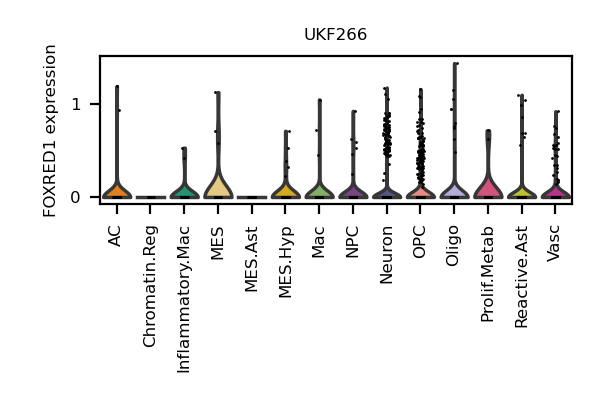 UKF266
FOXRED1 expression
1
0
AC
Chromatin.Reg
Inflammatory.Mac
MES
MES.Ast
MES.Hyp
Mac
NPC
Neuron
OPC
Oligo
Prolif.Metab
Reactive.Ast
Vasc